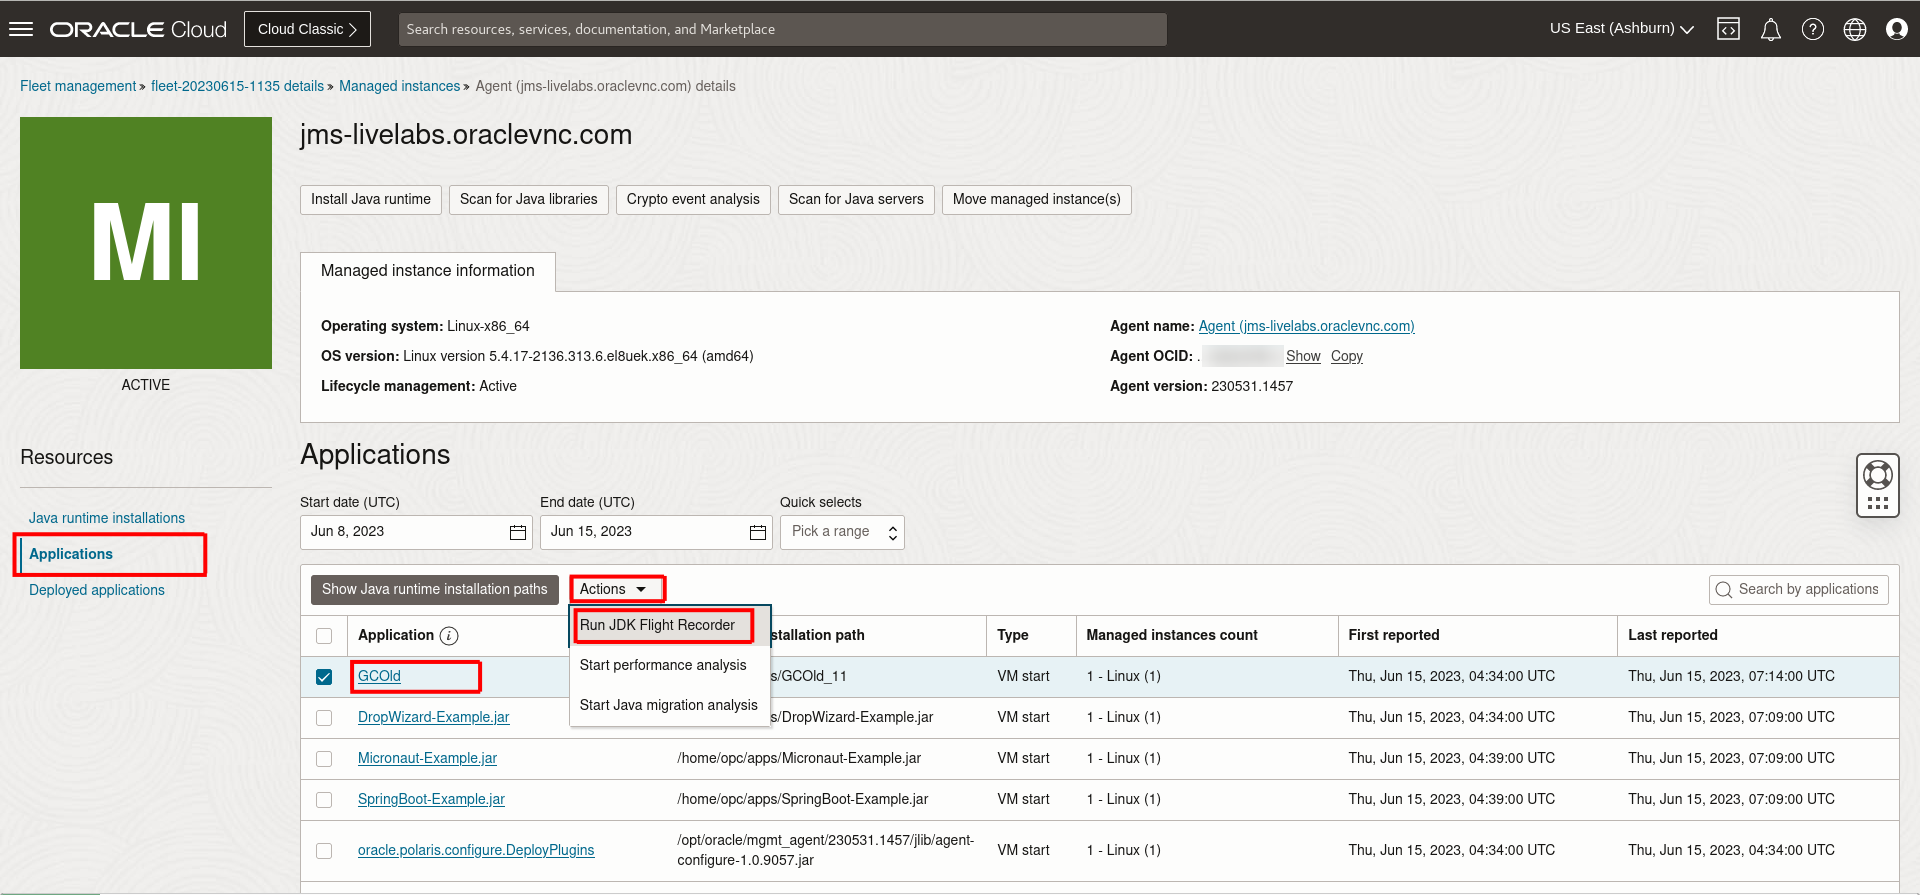 ORACLE Cloud
Cloud Classic
Search resources, services, documentation, and Marketplace
US East (Ashburn)
Fleet management » fleet-20230615-1135 details » Managed instances » Agent (jms-livelabs.oraclevnc.com) details
MI
ACTIVE
jms-livelabs.oraclevnc.com
Install Java runtime
Scan for Java libraries
Crypto event analysis
Scan for Java servers
Move managed instance(s)
Managed instance information
Operating system: Linux-x86_64
OS version: Linux version 5.4.17-2136.313.6.el8uek.x86_64 (amd64)
Lifecycle management: Active
Agent name: Agent (jms-livelabs.oraclevnc.com)
Agent OCID: . Show Copy
Agent version: 230531.1457
Resources
Java runtime installations
Applications
Deployed applications
Applications
Start date (UTC)
End date (UTC)
Quick selects
Jun 8, 2023
Jun 15, 2023
Pick a range
Show Java runtime installation paths
Actions
Search by applications
Run JDK Flight Recorder
Start performance analysis
Start Java migration analysis
Application stallation path Type Managed instances count First reported Last reported
GCOld s/GCOld_11 VM start 1 - Linux (1) Thu, Jun 15, 2023, 04:34:00 UTC Thu, Jun 15, 2023, 07:14:00 UTC
DropWizard-Example.jar s/DropWizard-Example.jar VM start 1 - Linux (1) Thu, Jun 15, 2023, 04:34:00 UTC Thu, Jun 15, 2023, 07:09:00 UTC
Micronaut-Example.jar /home/opc/apps/Micronaut-Example.jar VM start 1 - Linux (1) Thu, Jun 15, 2023, 04:39:00 UTC Thu, Jun 15, 2023, 07:09:00 UTC
SpringBoot-Example.jar /home/opc/apps/SpringBoot-Example.jar VM start 1 - Linux (1) Thu, Jun 15, 2023, 04:39:00 UTC Thu, Jun 15, 2023, 07:09:00 UTC
oracle.polaris.configure.DeployPlugins /opt/oracle/mgmt_agent/230531.1457/jlib/agent-
configure-1.0.9057.jar VM start 1 - Linux (1) Thu, Jun 15, 2023, 04:34:00 UTC Thu, Jun 15, 2023, 04:34:00 UTC